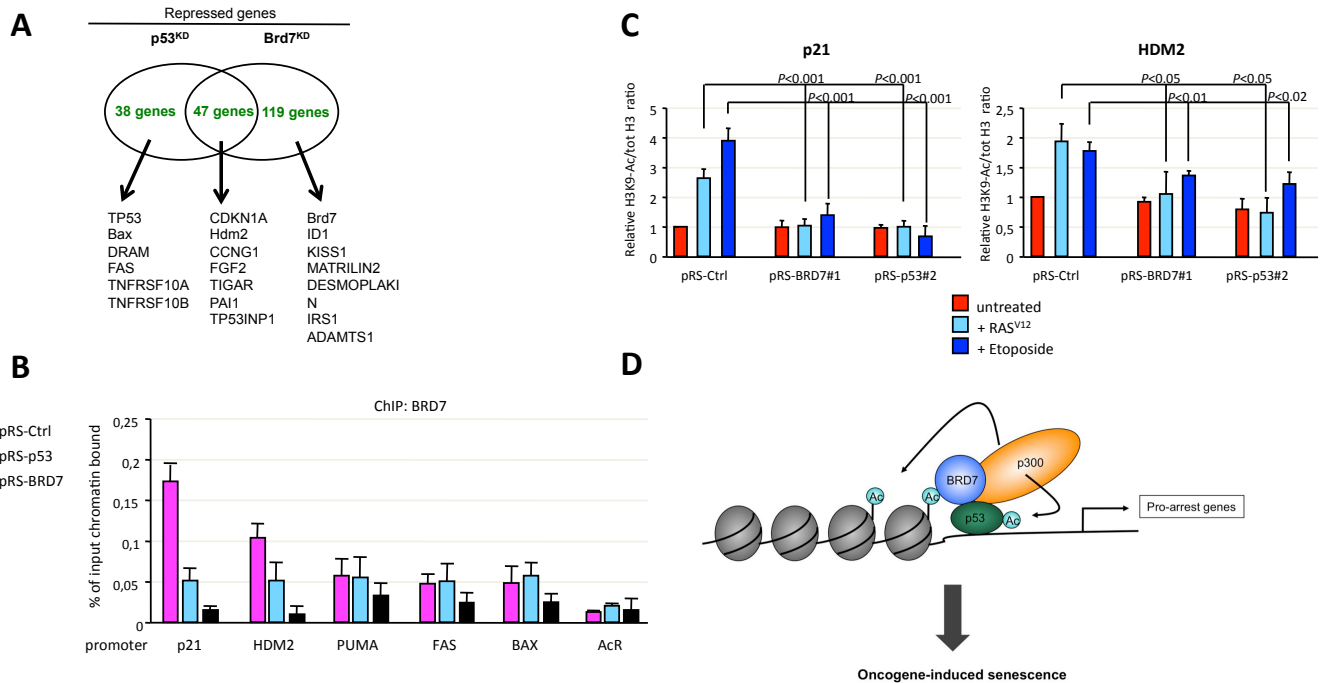 A
Repressed genes
p53KD Brd7KD
38 genes 47 genes 119 genes
TP53
Bax
DRAM
FAS
TNFRSF10A
TNFRSF10B
CDKN1A
Hdm2
CCNG1
FGF2
TIGAR
PAI1
TP53INP1
Brd7
ID1
KISS1
MATRILIN2
DESMOPLAKI
N
IRS1
ADAMTS1
B
ChIP: BRD7
pRS-Ctrl
pRS-p53
pRS-BRD7
% of input chromatin bound
0,25
0,2
0,15
0,1
0,05
0
promoter p21 HDM2 PUMA FAS BAX AcR
C
p21
P<0.001 P<0.001
P<0.001 P<0.001
Relative H3K9-Ac/tot H3 ratio
5
4
3
2
1
0
pRS-Ctrl pRS-BRD7#1 pRS-p53#2
HDM2
P<0.05 P<0.05
P<0.01 P<0.02
Relative H3K9-Ac/tot H3 ratio
2,5
2
1,5
1
0,5
0
pRS-Ctrl pRS-BRD7#1 pRS-p53#2
untreated
+ RASV12
+ Etoposide
D
p300
BRD7
Ac
Ac
p53
Ac
Pro-arrest genes
Oncogene-induced senescence